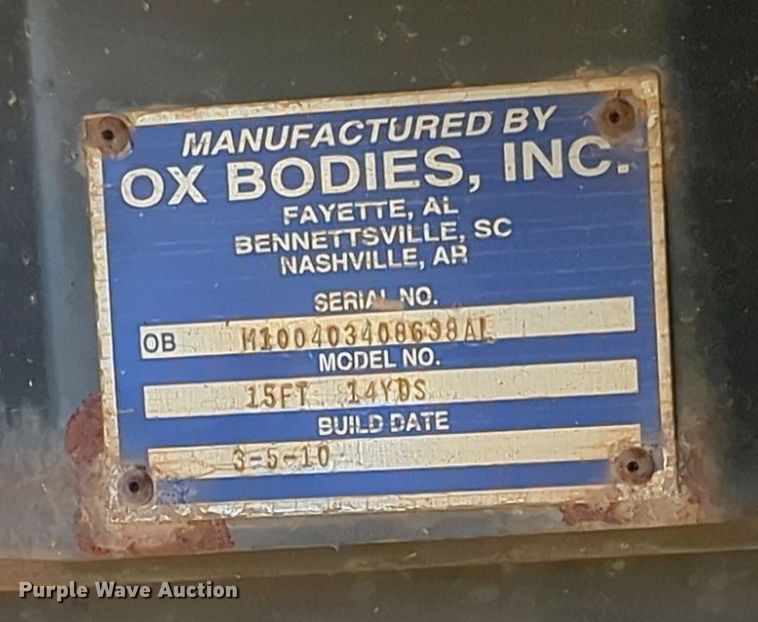 MANUFACTURED BY
OX BODIES, INC.
FAYETTE, AL
BENNETTSVILLE, SC
NASHVILLE, AR
SERIAL NO.
OB M100403408698AL
MODEL NO.
15FT 14YDS
BUILD DATE
3-5-10
Purple Wave Auction